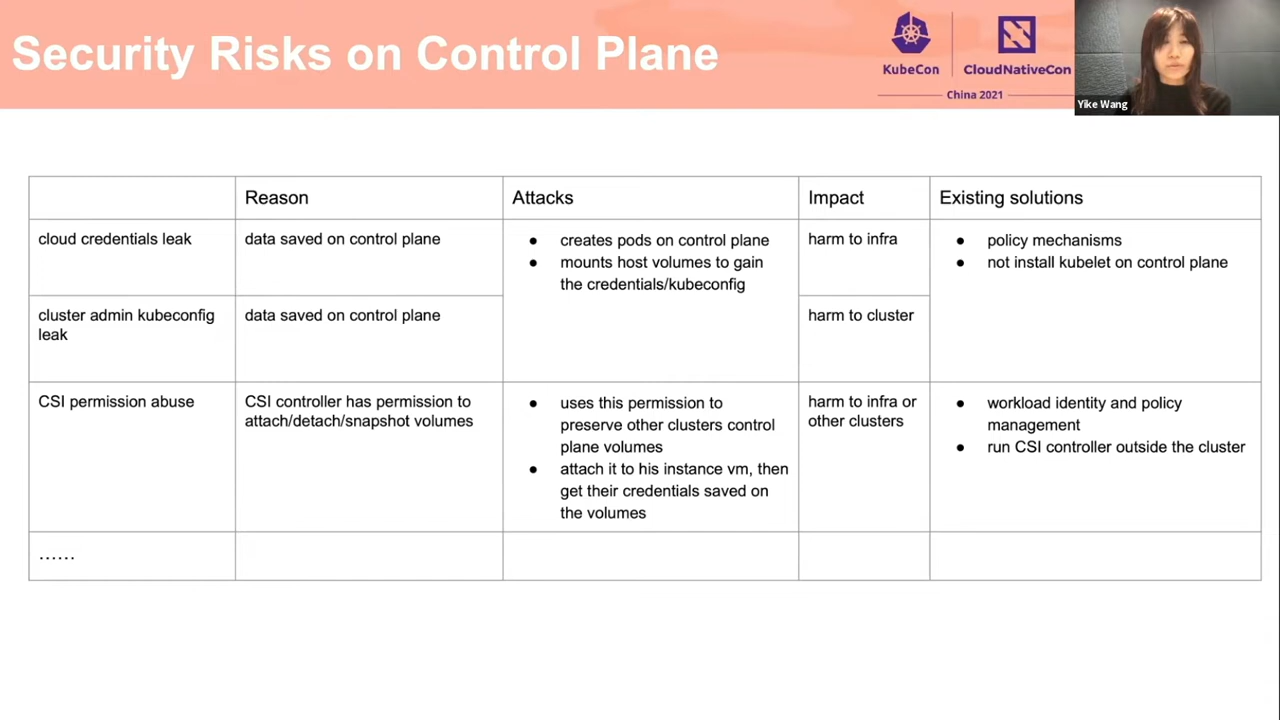 Security Risks on Control Plane
KubeCon
CloudNativeCon
China 2021
Yike Wang
Reason
Attacks
Impact
Existing solutions
cloud credentials leak
data saved on control plane
● creates pods on control plane
● mounts host volumes to gain
the credentials/kubeconfig
harm to infra
● policy mechanisms
● not install kubelet on control plane
cluster admin kubeconfig
leak
data saved on control plane
harm to cluster
CSI permission abuse
CSI controller has permission to
attach/detach/snapshot volumes
● uses this permission to
preserve other clusters control
plane volumes
● attach it to his instance vm, then
get their credentials saved on
the volumes
harm to infra or
other clusters
● workload identity and policy
management
● run CSI controller outside the cluster
……